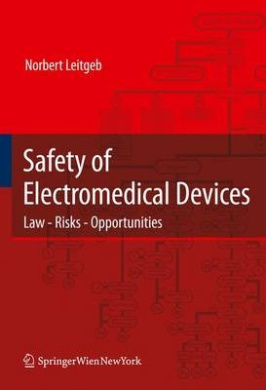 Norbert Leitgeb
Safety of
Electromedical Devices
Law - Risks - Opportunities
SpringerWienNewYork